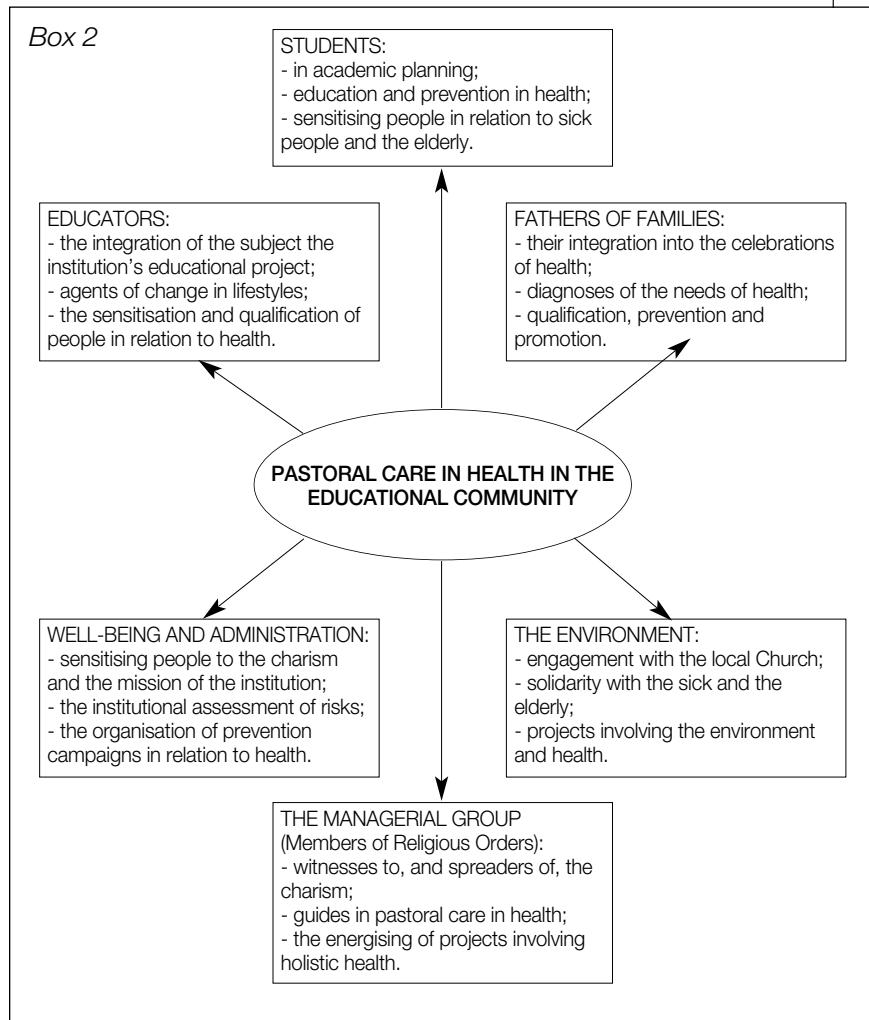 Box 2
STUDENTS:
- in academic planning;
- education and prevention in health;
- sensitising people in relation to sick
people and the elderly.
EDUCATORS:
- the integration of the subject the
institution's educational project;
- agents of change in lifestyles;
- the sensitisation and qualification of
people in relation to health.
FATHERS OF FAMILIES:
- their integration into the celebrations
of health;
- diagnoses of the needs of health;
- qualification, prevention and
promotion.
PASTORAL CARE IN HEALTH IN THE
EDUCATIONAL COMMUNITY
WELL-BEING AND ADMINISTRATION:
- sensitising people to the charism
and the mission of the institution;
- the institutional assessment of risks;
- the organisation of prevention
campaigns in relation to health.
THE ENVIRONMENT:
- engagement with the local Church;
- solidarity with the sick and the
elderly;
- projects involving the environment
and health.
THE MANAGERIAL GROUP
(Members of Religious Orders):
- witnesses to, and spreaders of, the
charism;
- guides in pastoral care in health;
- the energising of projects involving
holistic health.